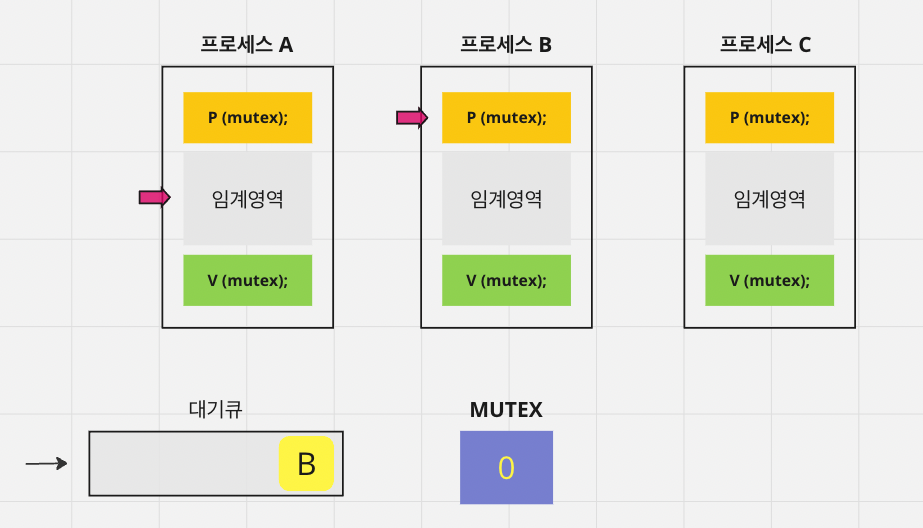 프로세스 A
프로세스 B
프로세스 C
P (mutex);
P (mutex);
P (mutex);
임계영역
임계영역
임계영역
V (mutex);
V (mutex);
V (mutex);
대기큐
MUTEX
B
0